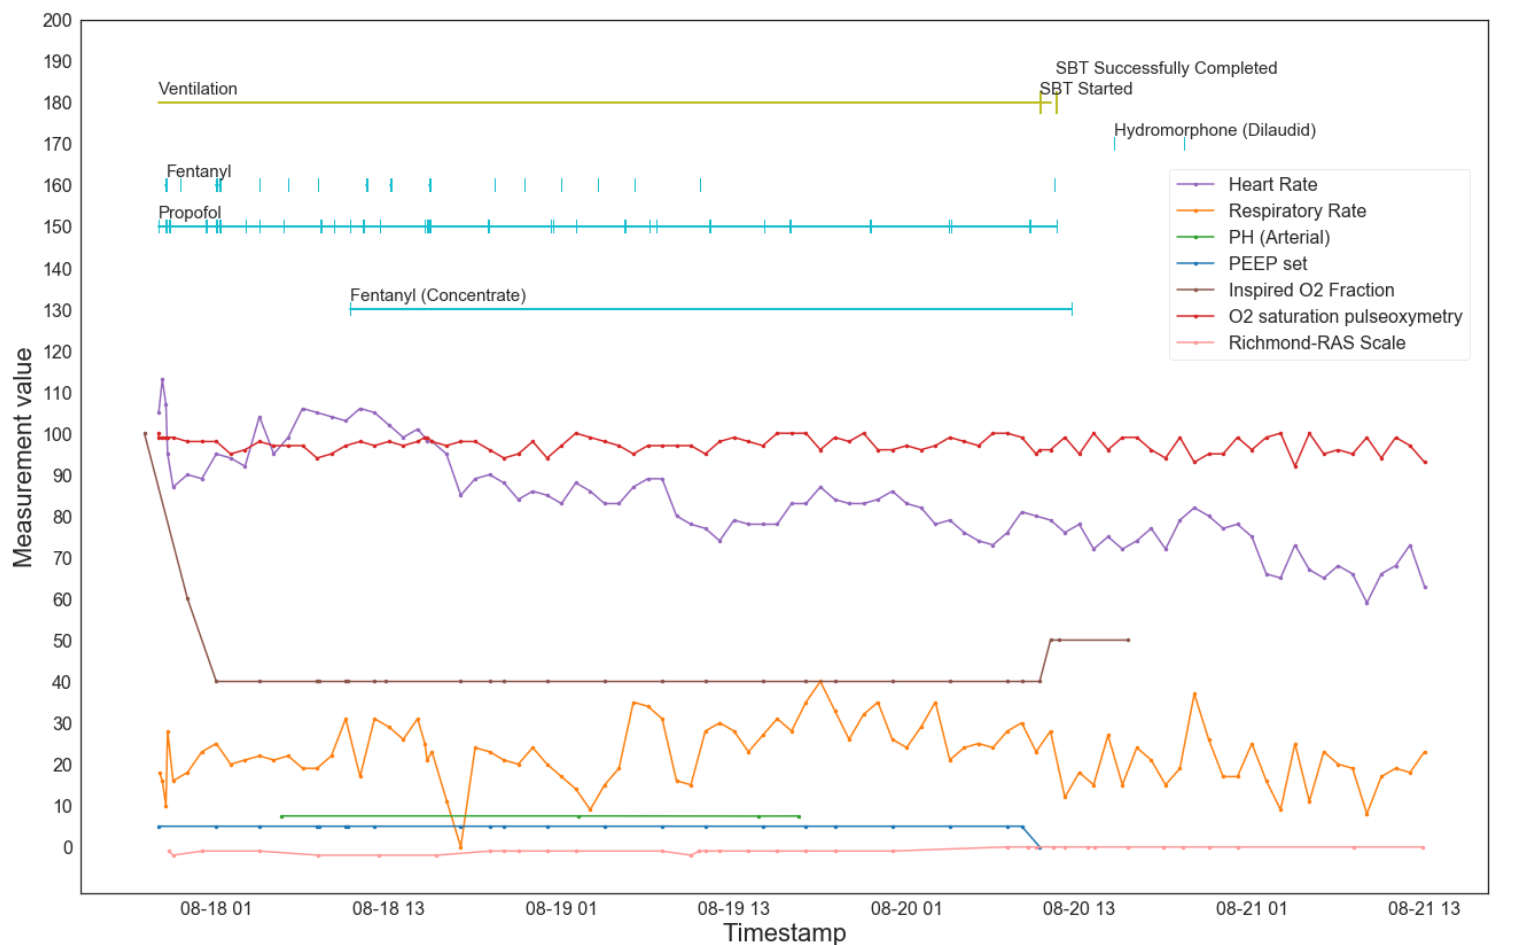 200
190
SBT Successfully Completed
Ventilation
SBT Started
180
170
Hydromorphone (Dilaudid)
Fentanyl
160
Propofol
150
140
Fentanyl (Concentrate)
130
120
110
100
90
80
70
60
50
40
30
20
10
0
Measurement value
Heart Rate
Respiratory Rate
PH (Arterial)
PEEP set
Inspired O2 Fraction
O2 saturation pulseoxymetry
Richmond-RAS Scale
08-18 01
08-18 13
08-19 01
08-19 13
08-20 01
08-20 13
08-21 01
08-21 13
Timestamp